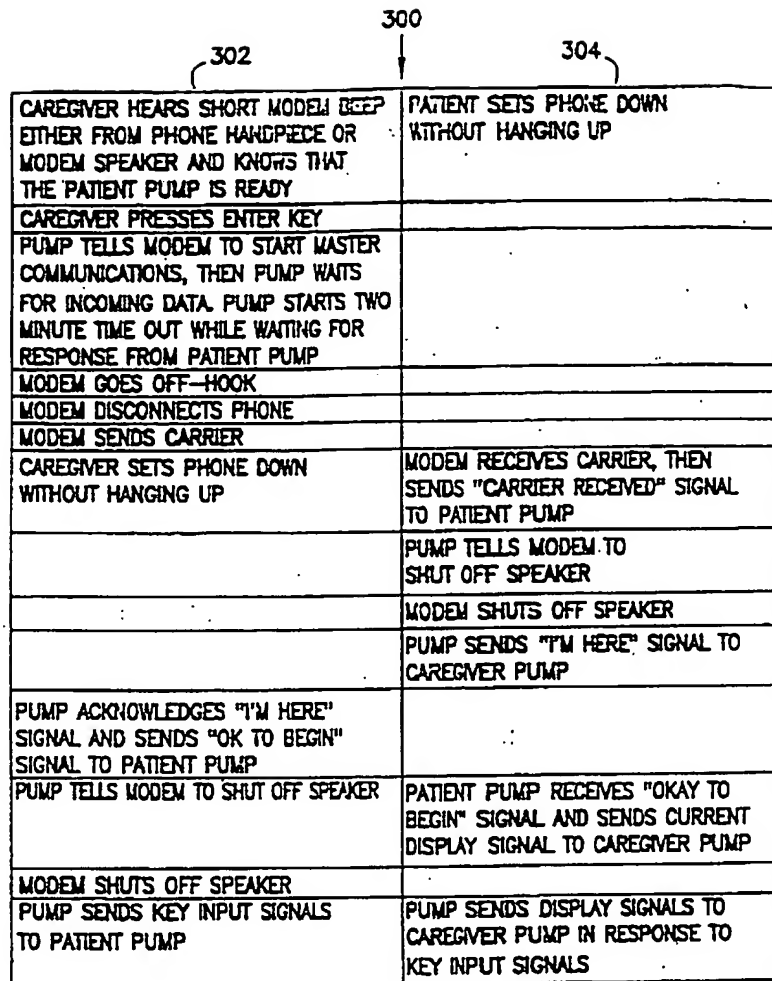 300
302
304
CAREGIVER HEARS SHORT MODEM BEEP
EITHER FROM PHONE HANDPIECE OR
MODEM SPEAKER AND KNOWS THAT
THE PATIENT PUMP IS READY
PATIENT SETS PHONE DOWN
WITHOUT HANGING UP
CAREGIVER PRESSES ENTER KEY
PUMP TELLS MODEM TO START MASTER
COMMUNICATIONS, THEN PUMP WAITS
FOR INCOMING DATA. PUMP STARTS TWO
MINUTE TIME OUT WHILE WAITING FOR
RESPONSE FROM PATIENT PUMP
MODEM GOES OFF-HOOK
MODEM DISCONNECTS PHONE
MODEM SENDS CARRIER
CAREGIVER SETS PHONE DOWN
WITHOUT HANGING UP
MODEM RECEIVES CARRIER, THEN
SENDS "CARRIER RECEIVED" SIGNAL
TO PATIENT PUMP
PUMP TELLS MODEM TO
SHUT OFF SPEAKER
MODEM SHUTS OFF SPEAKER
PUMP SENDS "I'M HERE" SIGNAL TO
CAREGIVER PUMP
PUMP ACKNOWLEDGES "I'M HERE"
SIGNAL AND SENDS "OK TO BEGIN"
SIGNAL TO PATIENT PUMP
PUMP TELLS MODEM TO SHUT OFF SPEAKER
PATIENT PUMP RECEIVES "OKAY TO
BEGIN" SIGNAL AND SENDS CURRENT
DISPLAY SIGNAL TO CAREGIVER PUMP
MODEM SHUTS OFF SPEAKER
PUMP SENDS KEY INPUT SIGNALS
TO PATIENT PUMP
PUMP SENDS DISPLAY SIGNALS TO
CAREGIVER PUMP IN RESPONSE TO
KEY INPUT SIGNALS